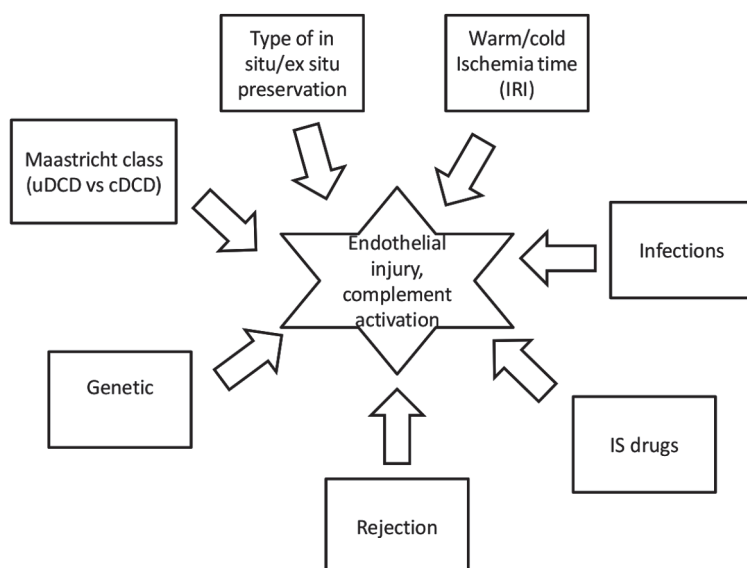 Type of in
situ/ex situ
preservation
Warm/cold
Ischemia time
(IRI)
Maastricht class
(uDCD vs cDCD)
Endothelial
injury,
complement
activation
Infections
Genetic
IS drugs
Rejection